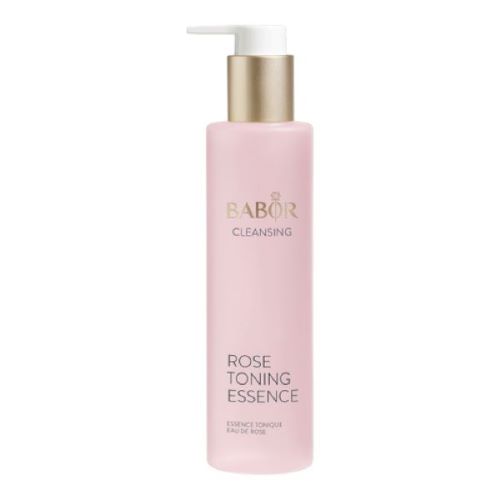 BABOR
CLEANSING
ROSE
TONING
ESSENCE
ESSENCE TONIQUE
EAU DE ROSE